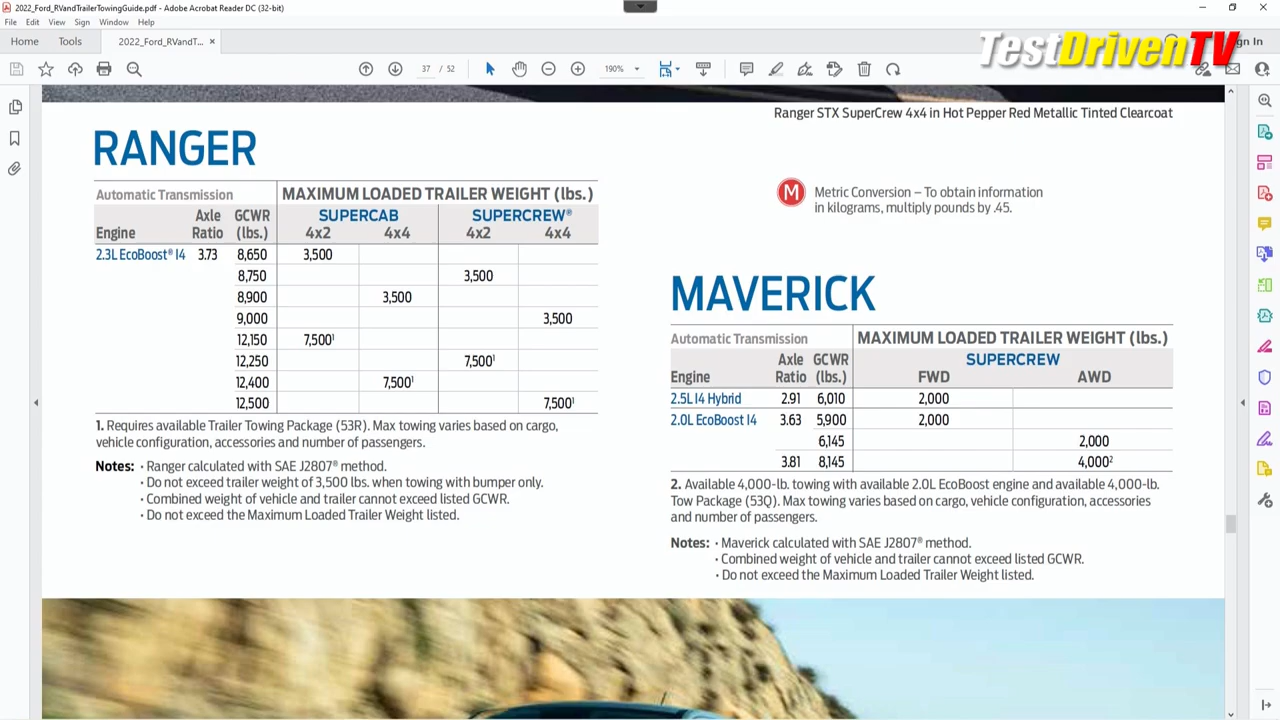 2022_Ford_RVandTrailerTowingGuide.pdf - Adobe Acrobat Reader DC (32-bit)
File Edit View Sign Window Help
Home Tools 2022_Ford_RVandT... × Sign In
TestDrivenTV
37 / 52 190%
Ranger STX SuperCrew 4x4 in Hot Pepper Red Metallic Tinted Clearcoat
RANGER
Automatic Transmission MAXIMUM LOADED TRAILER WEIGHT (lbs.)
Engine Axle Ratio GCWR (lbs.) SUPERCAB SUPERCREW®
4x2 4x4 4x2 4x4
2.3L EcoBoost® I4 3.73 8,650 3,500
8,750 3,500
8,900 3,500
9,000 3,500
12,150 7,500¹
12,250 7,500¹
12,400 7,500¹
12,500 7,500¹
1. Requires available Trailer Towing Package (53R). Max towing varies based on cargo,
vehicle configuration, accessories and number of passengers.
Notes: · Ranger calculated with SAE J2807® method.
· Do not exceed trailer weight of 3,500 lbs. when towing with bumper only.
· Combined weight of vehicle and trailer cannot exceed listed GCWR.
· Do not exceed the Maximum Loaded Trailer Weight listed.
M Metric Conversion – To obtain information
in kilograms, multiply pounds by .45.
MAVERICK
Automatic Transmission MAXIMUM LOADED TRAILER WEIGHT (lbs.)
Engine Axle Ratio GCWR (lbs.) SUPERCREW
FWD AWD
2.5L I4 Hybrid 2.91 6,010 2,000
2.0L EcoBoost I4 3.63 5,900 2,000
6,145 2,000
3.81 8,145 4,000²
2. Available 4,000-lb. towing with available 2.0L EcoBoost engine and available 4,000-lb.
Tow Package (53Q). Max towing varies based on cargo, vehicle configuration, accessories
and number of passengers.
Notes: · Maverick calculated with SAE J2807® method.
· Combined weight of vehicle and trailer cannot exceed listed GCWR.
· Do not exceed the Maximum Loaded Trailer Weight listed.